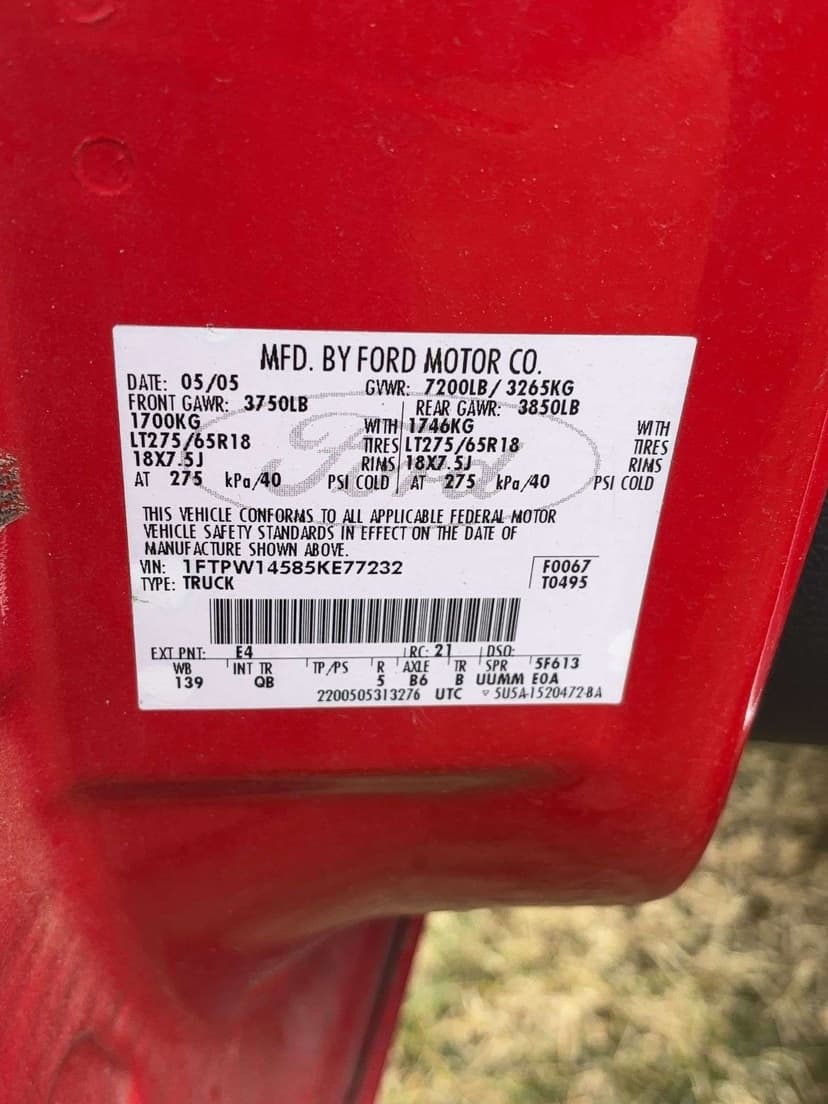 MFD. BY FORD MOTOR CO.
DATE: 05/05 GVWR: 7200LB/ 3265KG
FRONT GAWR: 3750LB REAR GAWR: 3850LB
1700KG WITH 1746KG WITH
LT275/65R18 TIRES LT275/65R18 TIRES
18X7.5J RIMS 18X7.5J RIMS
AT 275 kPa/40 PSI COLD AT 275 kPa/40 PSI COLD
Ford
THIS VEHICLE CONFORMS TO ALL APPLICABLE FEDERAL MOTOR
VEHICLE SAFETY STANDARDS IN EFFECT ON THE DATE OF
MANUFACTURE SHOWN ABOVE.
VIN: 1FTPW14585KE77232 F0067
TYPE: TRUCK T0495
EXT PNT: E4 RC: 21 DSO:
WB INT TR TP/PS R AXLE TR SPR 5F613
139 QB 5 B6 B UUMM E0A
2200505313276 UTC ▽ 5U5A-1520472-BA